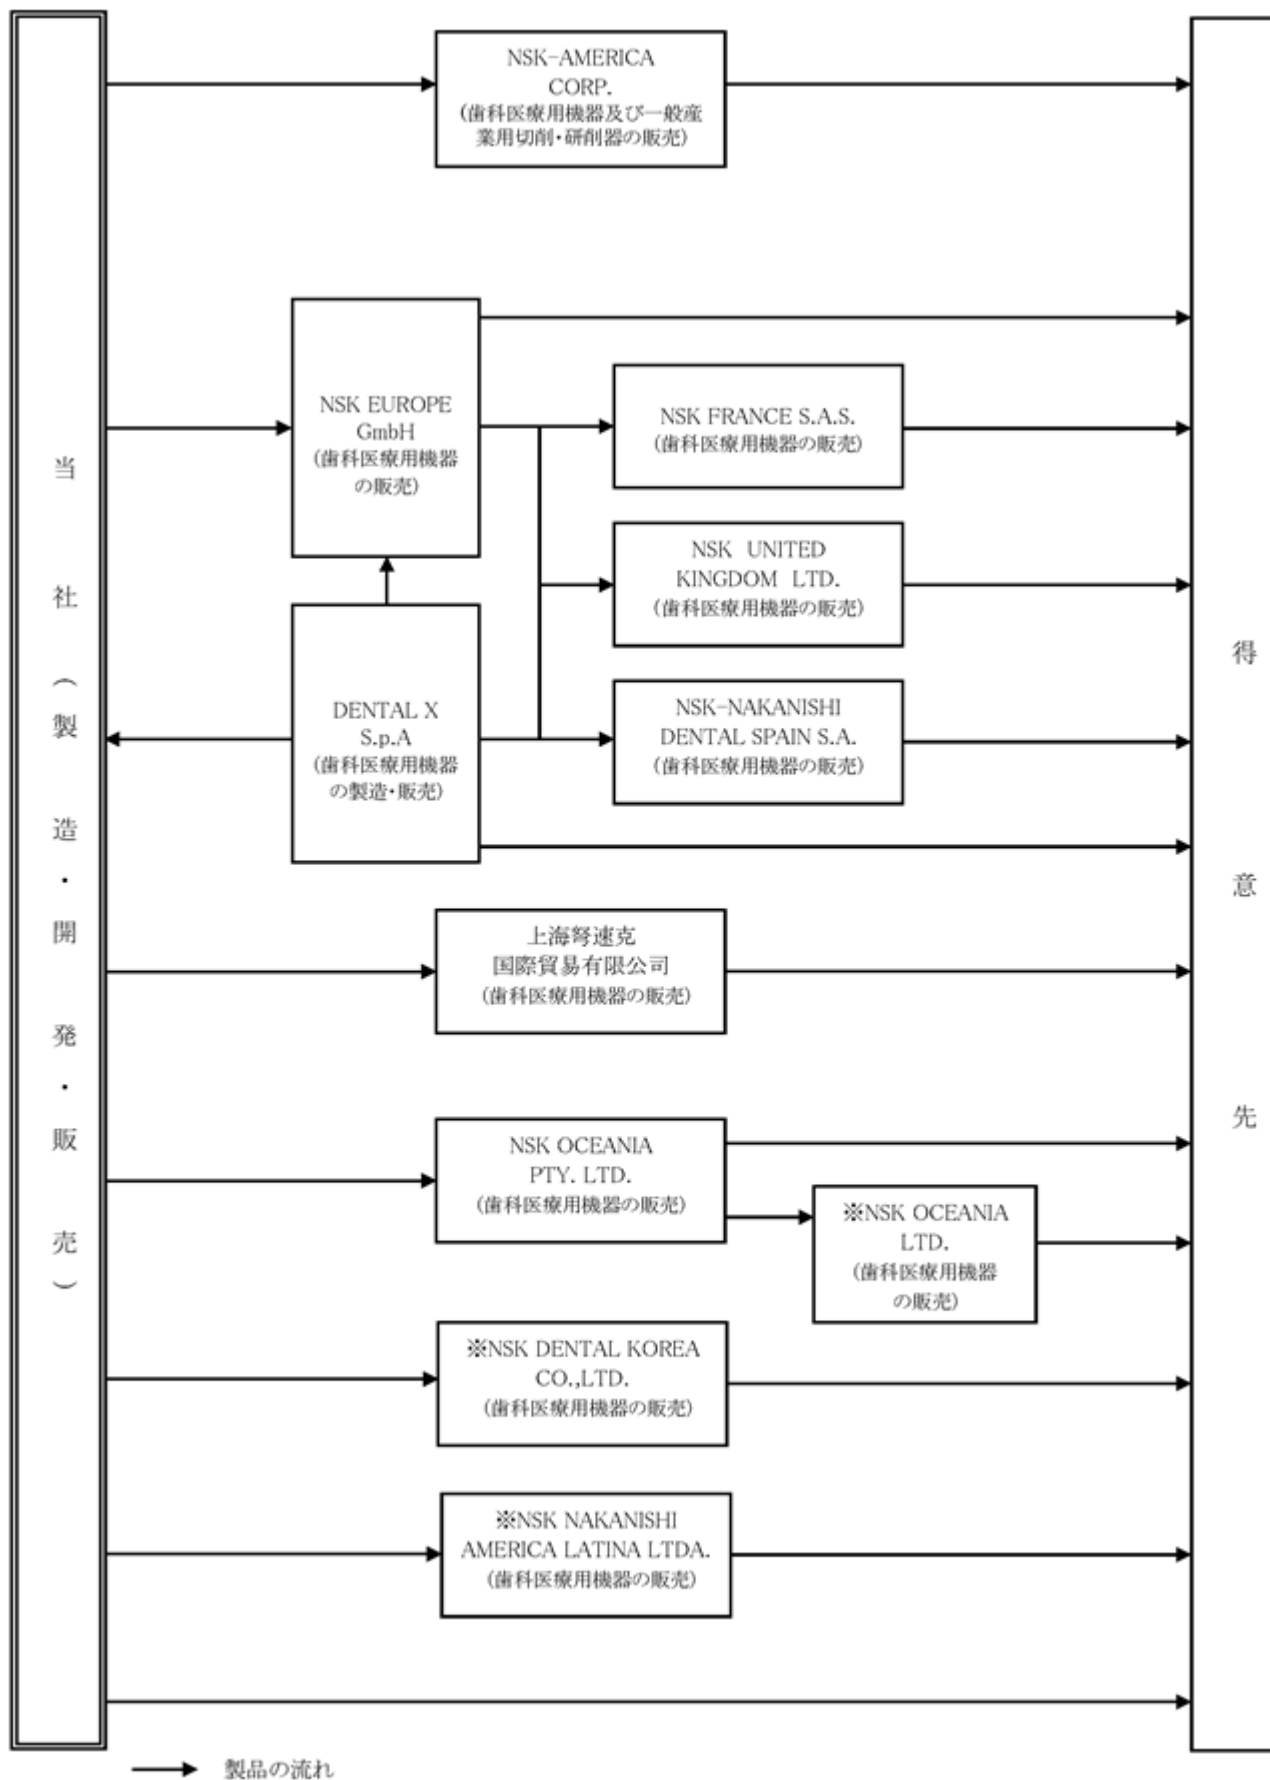 当社(製造・開発・販売)
NSK-AMERICA
CORP.
(歯科医療用機器及び一般産
業用切削・研削器の販売)
NSK EUROPE
GmbH
(歯科医療用機器
の販売)
NSK FRANCE S.A.S.
(歯科医療用機器の販売)
NSK UNITED
KINGDOM LTD.
(歯科医療用機器の販売)
DENTAL X
S.p.A
(歯科医療用機器
の製造・販売)
NSK-NAKANISHI
DENTAL SPAIN S.A.
(歯科医療用機器の販売)
上海弩速克
国際貿易有限公司
(歯科医療用機器の販売)
NSK OCEANIA
PTY. LTD.
(歯科医療用機器の販売)
※NSK OCEANIA
LTD.
(歯科医療用機器
の販売)
※NSK DENTAL KOREA
CO.,LTD.
(歯科医療用機器の販売)
※NSK NAKANISHI
AMERICA LATINA LTDA.
(歯科医療用機器の販売)
得意先
製品の流れ